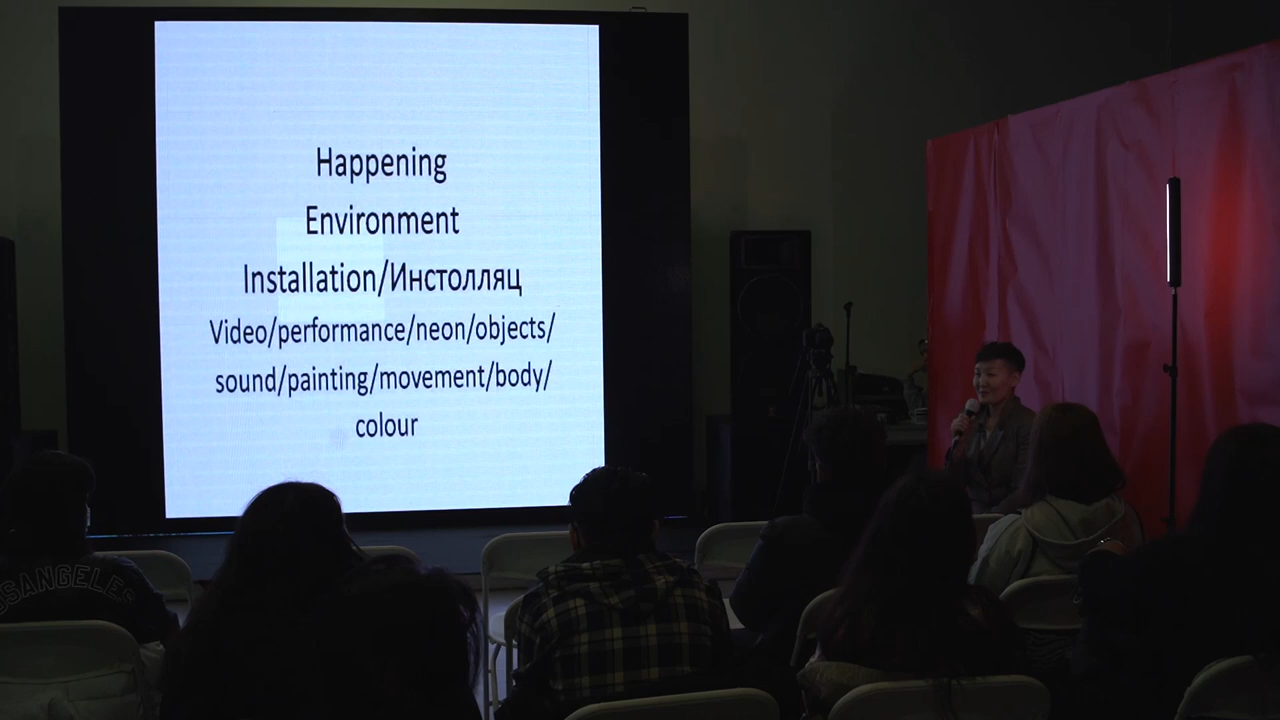 Happening
Environment
Installation/Инстолляц
Video/performance/neon/objects/
sound/painting/movement/body/
colour